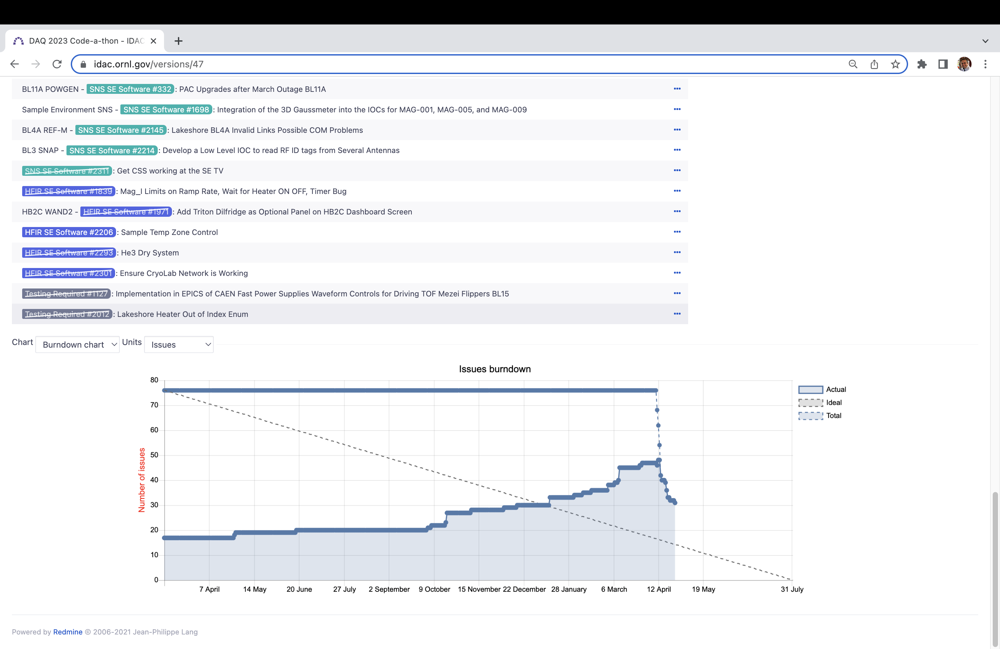 DAQ 2023 Code-a-thon - IDAC
idac.ornl.gov/versions/47
BL11A POWGEN - SNS SE Software #332 : PAC Upgrades after March Outage BL11A
Sample Environment SNS - SNS SE Software #1698 : Integration of the 3D Gaussmeter into the IOCs for MAG-001, MAG-005, and MAG-009
BL4A REF-M - SNS SE Software #2145 : Lakeshore BL4A Invalid Links Possible COM Problems
BL3 SNAP - SNS SE Software #2214 : Develop a Low Level IOC to read RF ID tags from Several Antennas
SNS SE Software #2311 : Get CSS working at the SE TV
HFIR SE Software #1839 : Mag_I Limits on Ramp Rate, Wait for Heater ON OFF, Timer Bug
HB2C WAND2 - HFIR SE Software #1971 : Add Triton Dilfridge as Optional Panel on HB2C Dashboard Screen
HFIR SE Software #2206 : Sample Temp Zone Control
HFIR SE Software #2293 : He3 Dry System
HFIR SE Software #2301 : Ensure CryoLab Network is Working
Testing Required #1127 : Implementation in EPICS of CAEN Fast Power Supplies Waveform Controls for Driving TOF Mezei Flippers BL15
Testing Required #2012 : Lakeshore Heater Out of Index Enum
Chart Burndown chart Units Issues
Issues burndown
Actual
Ideal
Total
Number of issues
80
70
60
50
40
30
20
10
0
7 April 14 May 20 June 27 July 2 September 9 October 15 November 22 December 28 January 6 March 12 April 19 May 31 July
Powered by Redmine © 2006-2021 Jean-Philippe Lang